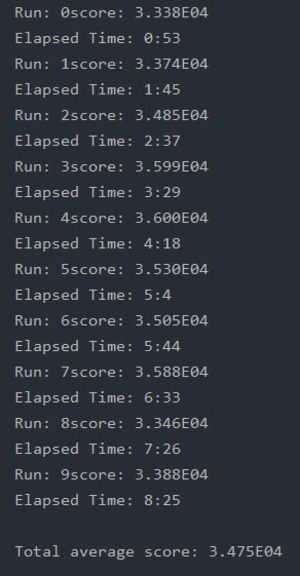 Run: 0score: 3.338E04
Elapsed Time: 0:53
Run: 1score: 3.374E04
Elapsed Time: 1:45
Run: 2score: 3.485E04
Elapsed Time: 2:37
Run: 3score: 3.599E04
Elapsed Time: 3:29
Run: 4score: 3.600E04
Elapsed Time: 4:18
Run: 5score: 3.530E04
Elapsed Time: 5:4
Run: 6score: 3.505E04
Elapsed Time: 5:44
Run: 7score: 3.588E04
Elapsed Time: 6:33
Run: 8score: 3.346E04
Elapsed Time: 7:26
Run: 9score: 3.388E04
Elapsed Time: 8:25
Total average score: 3.475E04